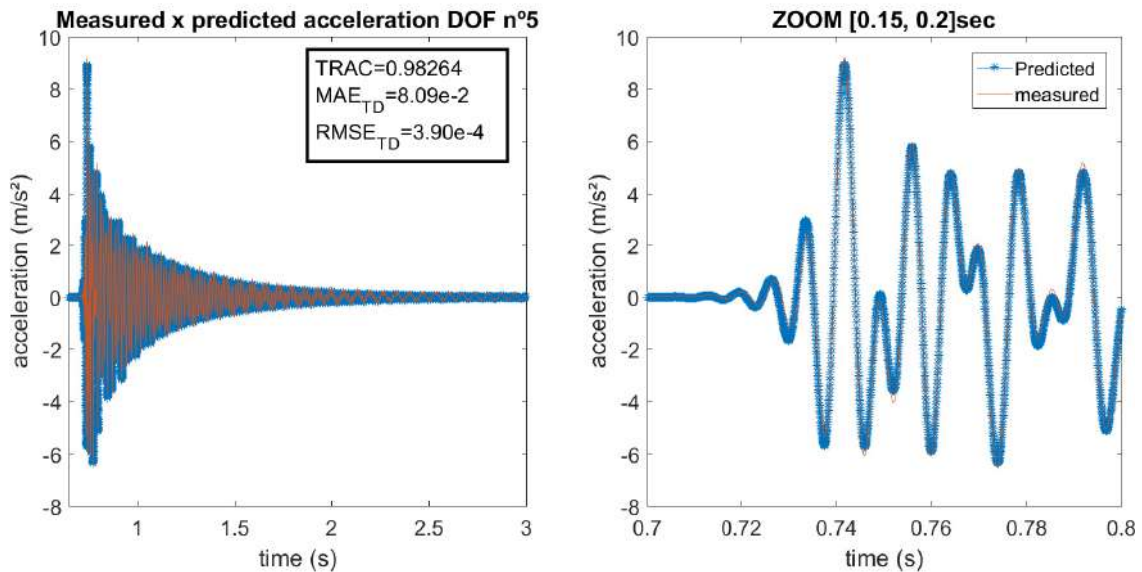 Measured x predicted acceleration DOF nº5
TRAC=0.98264
MAE_TD=8.09e-2
RMSE_TD=3.90e-4
acceleration (m/s²)
10
8
6
4
2
0
-2
-4
-6
-8
1
1.5
2
2.5
3
time (s)
ZOOM [0.15, 0.2]sec
Predicted
measured
acceleration (m/s²)
10
8
6
4
2
0
-2
-4
-6
-8
0.7
0.72
0.74
0.76
0.78
0.8
time (s)